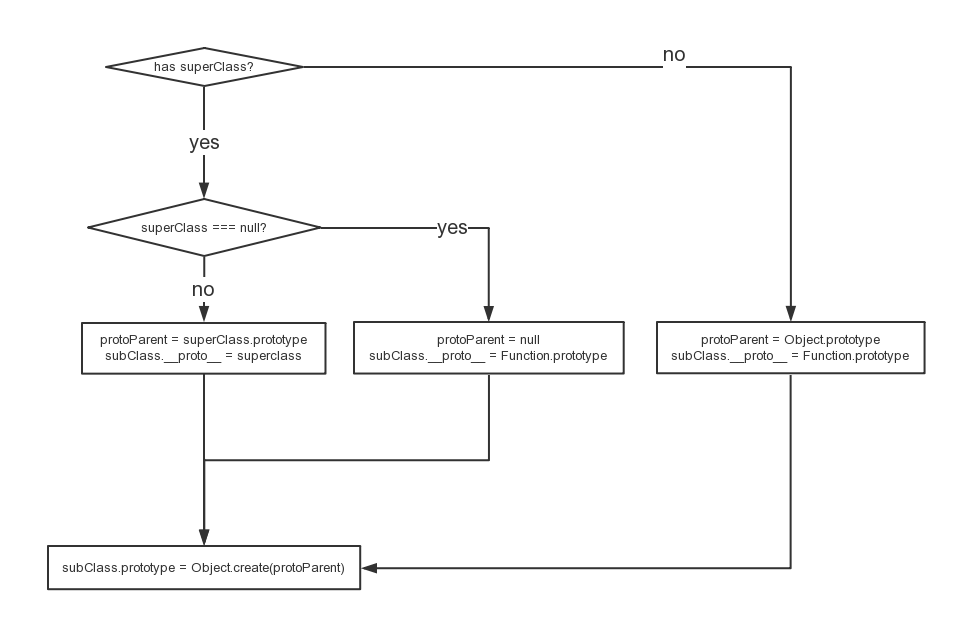 has superClass?
no
yes
superClass === null?
yes
no
protoParent = superClass.prototype
subClass.__proto__ = superclass
protoParent = null
subClass.__proto__ = Function.prototype
protoParent = Object.prototype
subClass.__proto__ = Function.prototype
subClass.prototype = Object.create(protoParent)